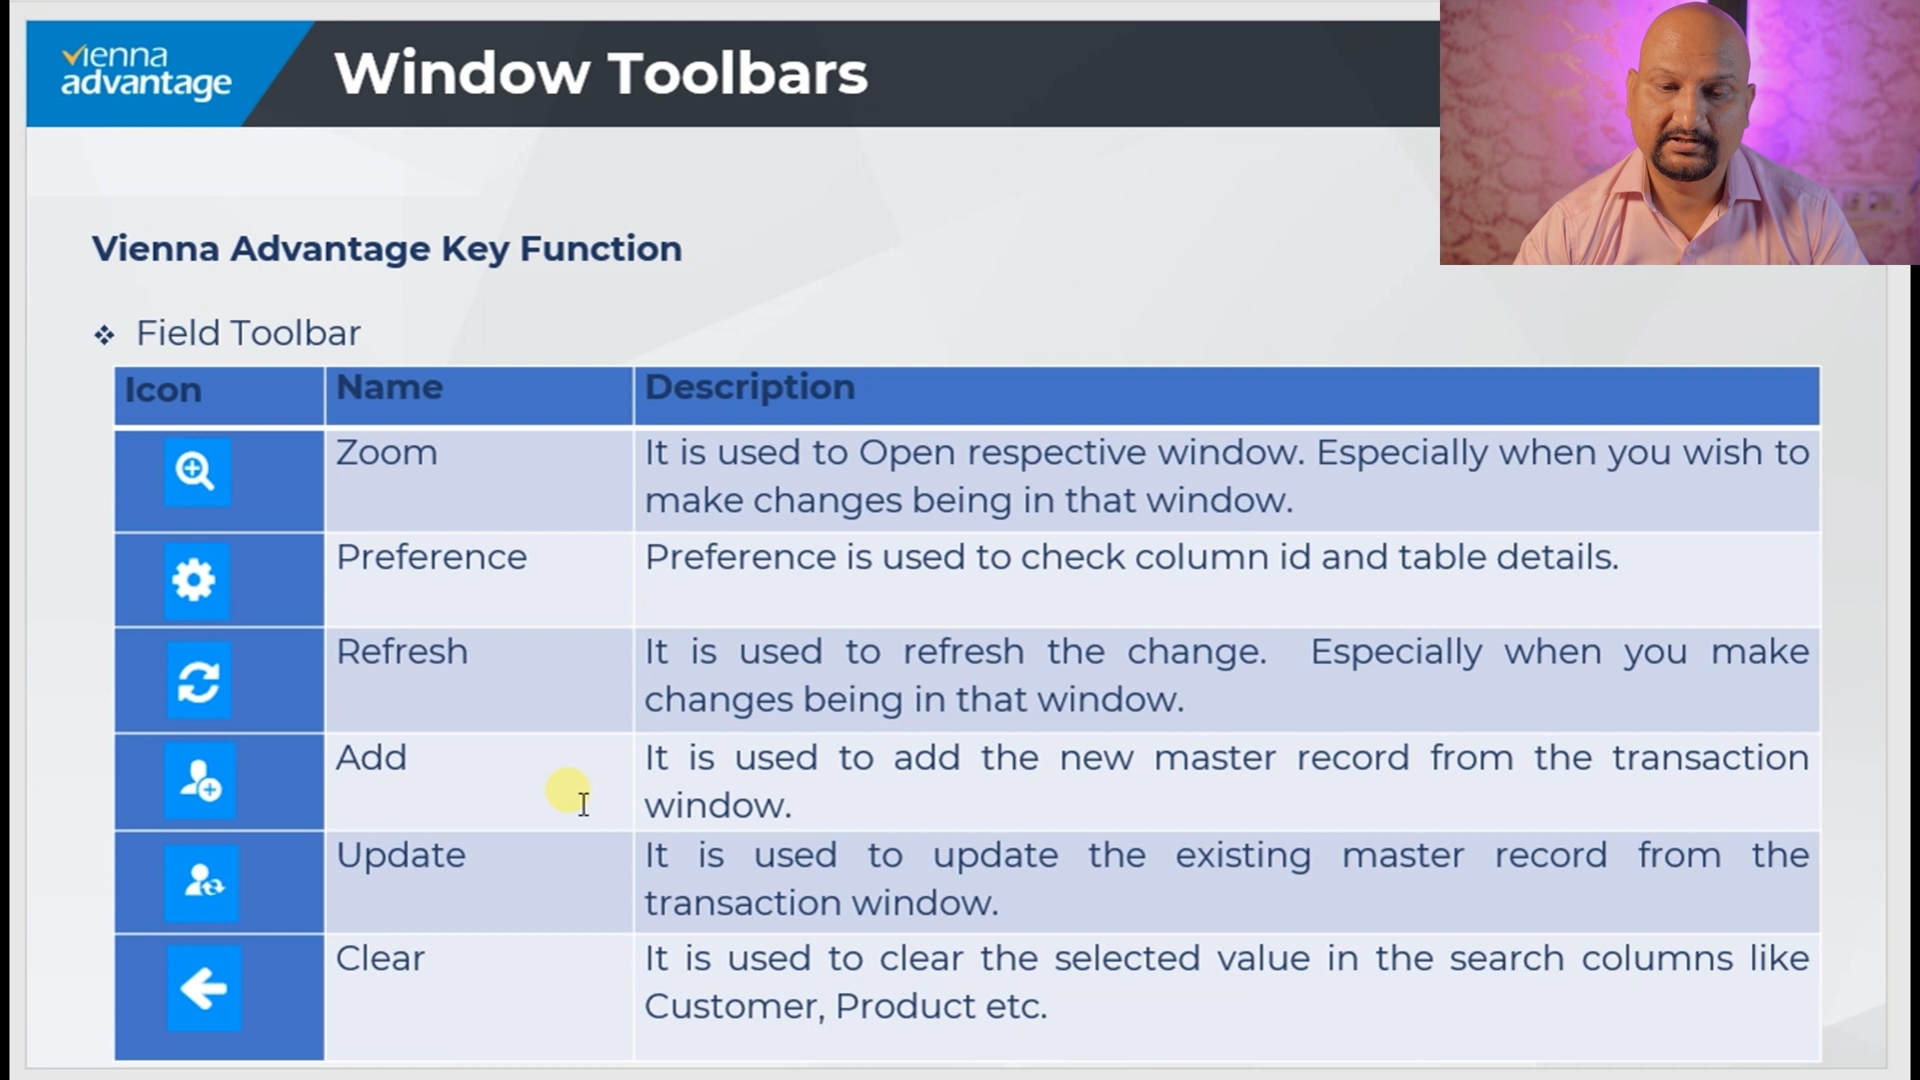 vienna
advantage
Window Toolbars
Vienna Advantage Key Function
❖ Field Toolbar
Icon Name Description
Zoom It is used to Open respective window. Especially when you wish to
make changes being in that window.
Preference Preference is used to check column id and table details.
Refresh It is used to refresh the change. Especially when you make
changes being in that window.
Add It is used to add the new master record from the transaction
window.
Update It is used to update the existing master record from the
transaction window.
Clear It is used to clear the selected value in the search columns like
Customer, Product etc.